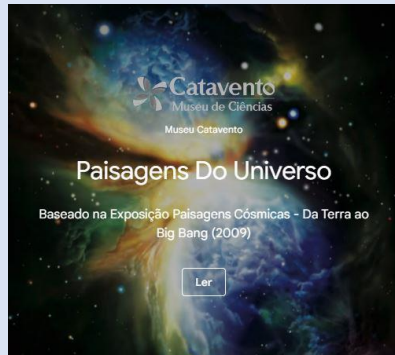 Catavento
Museu de Ciências
Museu Catavento
Paisagens Do Universo
Baseado na Exposição Paisagens Cósmicas - Da Terra ao
Big Bang (2009)
Ler